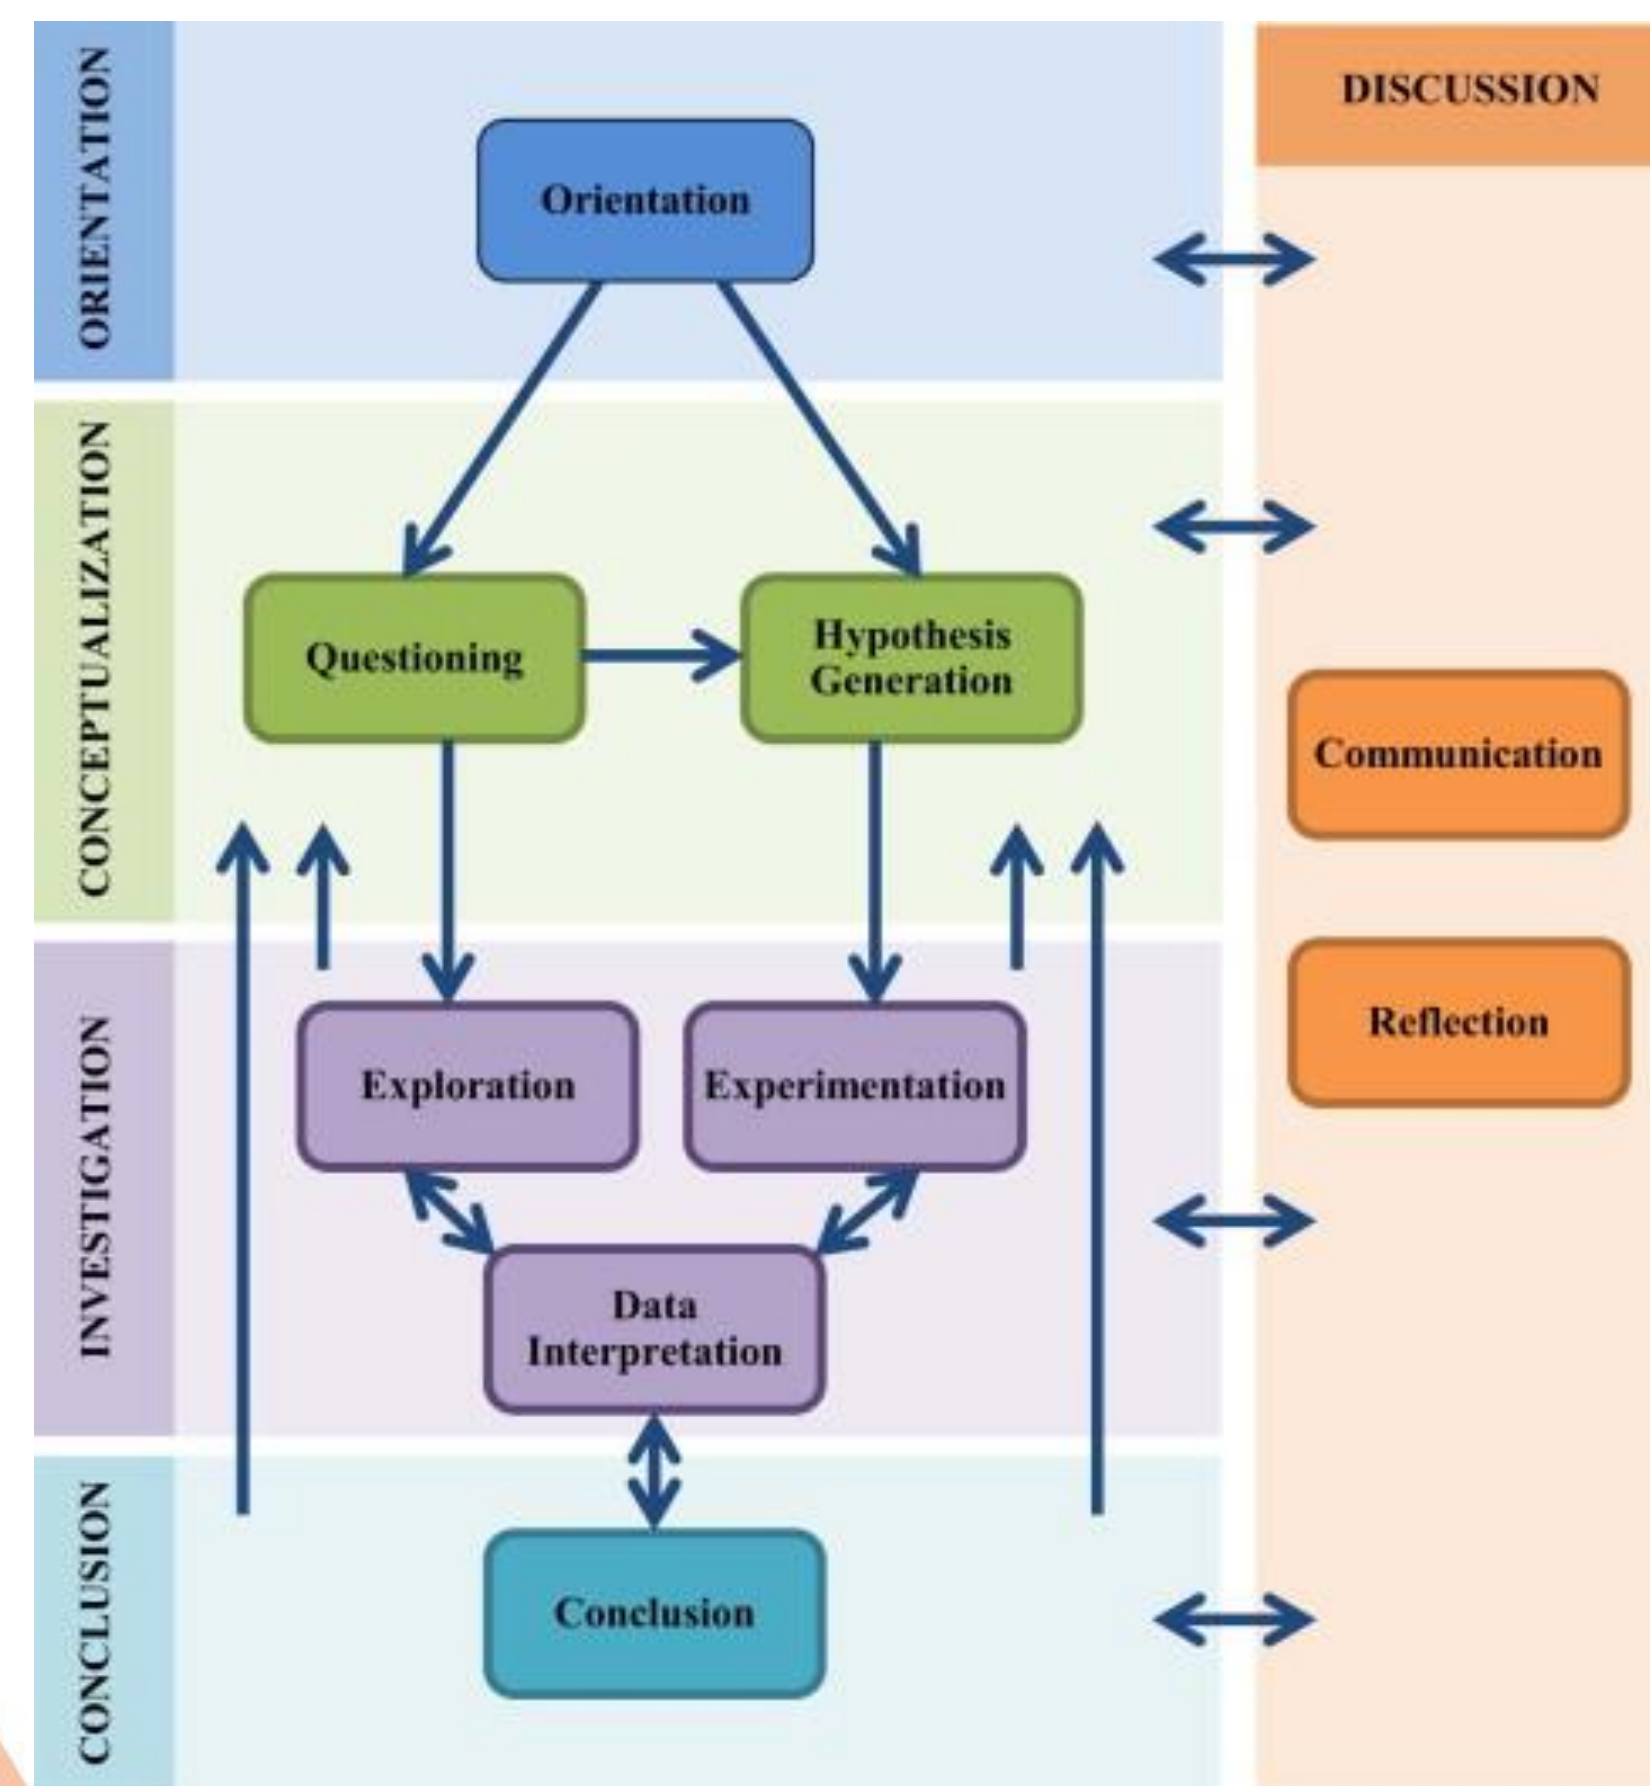 ORIENTATION
Orientation
CONCEPTUALIZATION
Questioning
Hypothesis
Generation
INVESTIGATION
Exploration
Experimentation
Data
Interpretation
CONCLUSION
Conclusion
DISCUSSION
Communication
Reflection